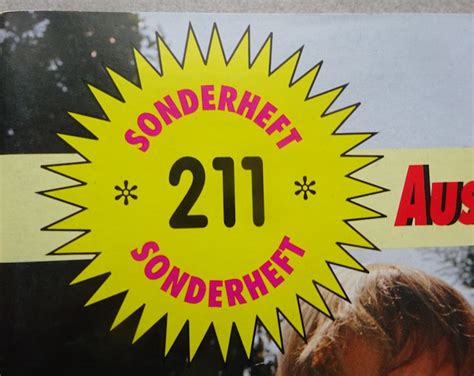 SONDERHEFT
* 211 *
SONDERHEFT
Aus